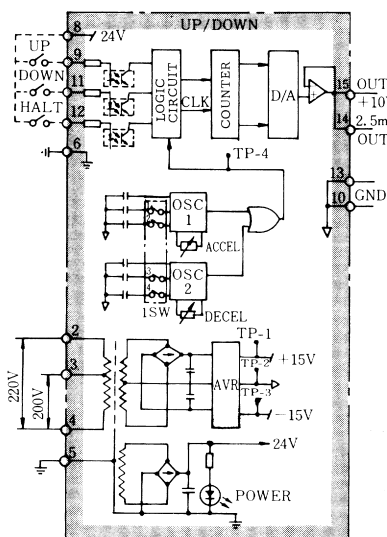 UP/DOWN
8
24V
UP
9
DOWN
11
HALT
12
6
LOGIC
CIRCUIT
CLK
COUNTER
D/A
+
15
OUT
+10V
14
2.5m
OUT
TP-4
13
10
GND
OSC
1
ACCEL
3
4
OSC
2
1SW
DECEL
2
3
4
5
220V
200V
AVR
TP-1
+15V
TP-2
TP-3
-15V
24V
POWER